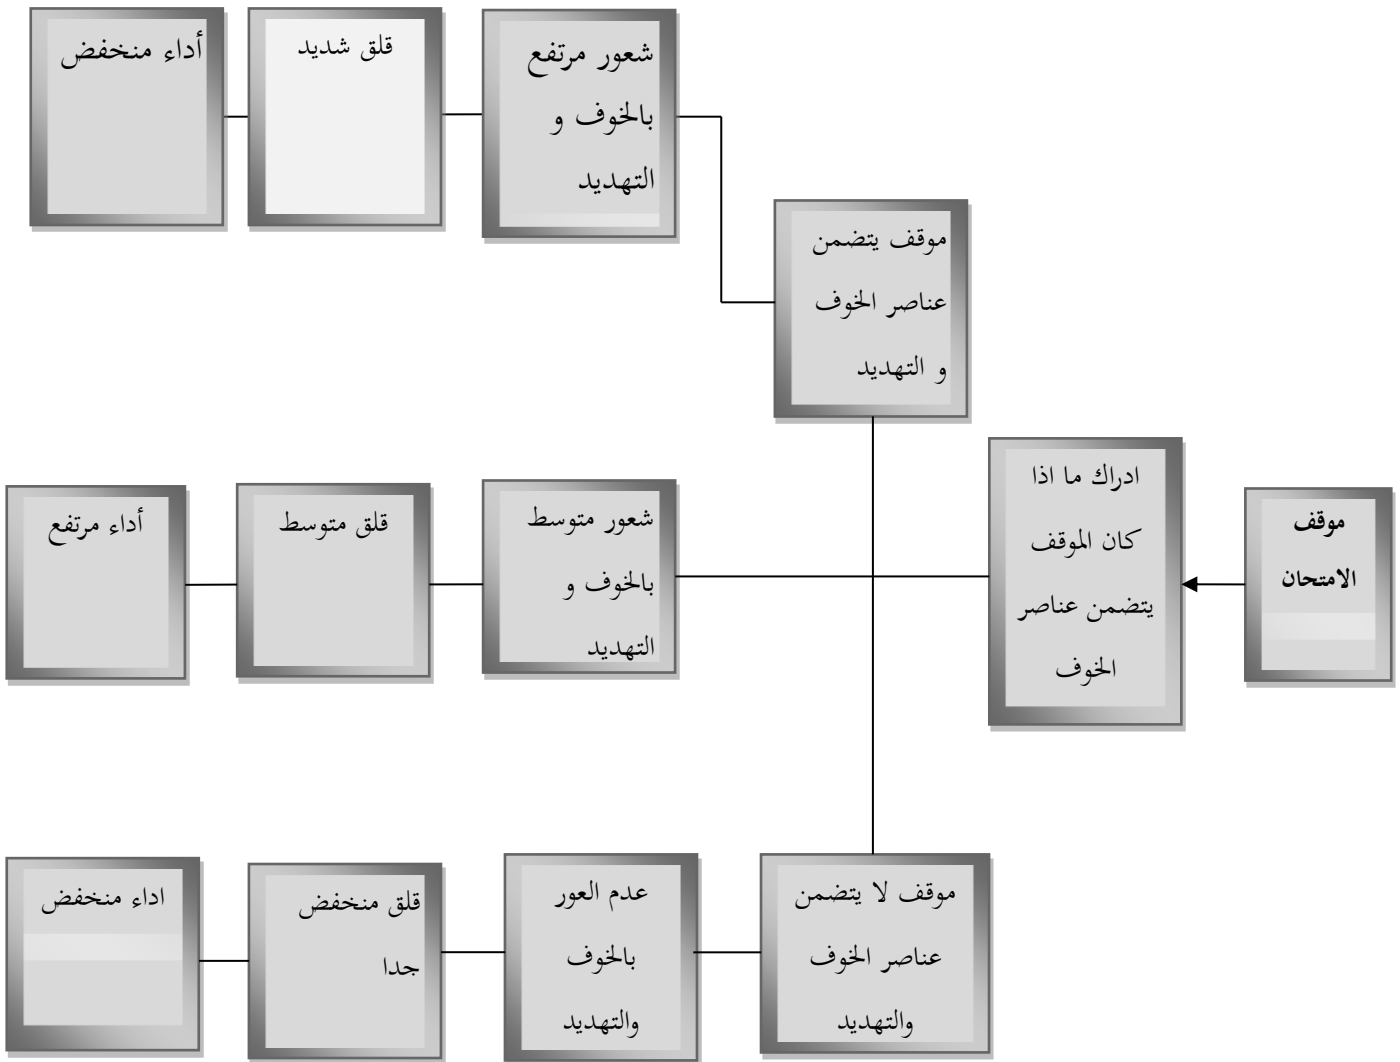 موقف
الامتحان
ادراك ما اذا
كان الموقف
يتضمن عناصر
الخوف
موقف يتضمن
عناصر الخوف
و التهديد
شعور مرتفع
بالخوف و
التهديد
قلق شديد
أداء منخفض
شعور متوسط
بالخوف و
التهديد
قلق متوسط
أداء مرتفع
موقف لا يتضمن
عناصر الخوف
والتهديد
عدم العور
بالخوف
والتهديد
قلق منخفض
جدا
اداء منخفض